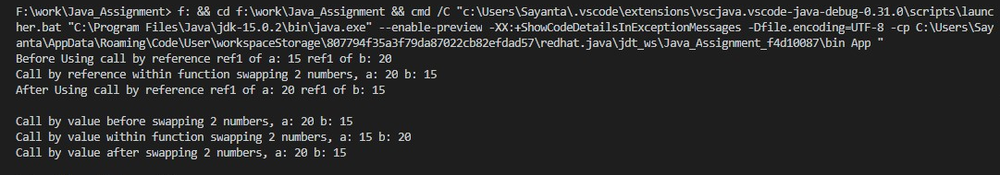 F:\work\Java_Assignment> f: && cd f:\work\Java_Assignment && cmd /C "c:\Users\Sayanta\.vscode\extensions\vscjava.vscode-java-debug-0.31.0\scripts\launc
her.bat "C:\Program Files\Java\jdk-15.0.2\bin\java.exe" --enable-preview -XX:+ShowCodeDetailsInExceptionMessages -Dfile.encoding=UTF-8 -cp C:\Users\Say
anta\AppData\Roaming\Code\User\workspaceStorage\807794f35a3f79da87022cb82efdad57\redhat.java\jdt_ws\Java_Assignment_f4d10087\bin App "
Before Using call by reference ref1 of a: 15 ref1 of b: 20
Call by reference within function swapping 2 numbers, a: 20 b: 15
After Using call by reference ref1 of a: 20 ref1 of b: 15

Call by value before swapping 2 numbers, a: 20 b: 15
Call by value within function swapping 2 numbers, a: 15 b: 20
Call by value after swapping 2 numbers, a: 20 b: 15